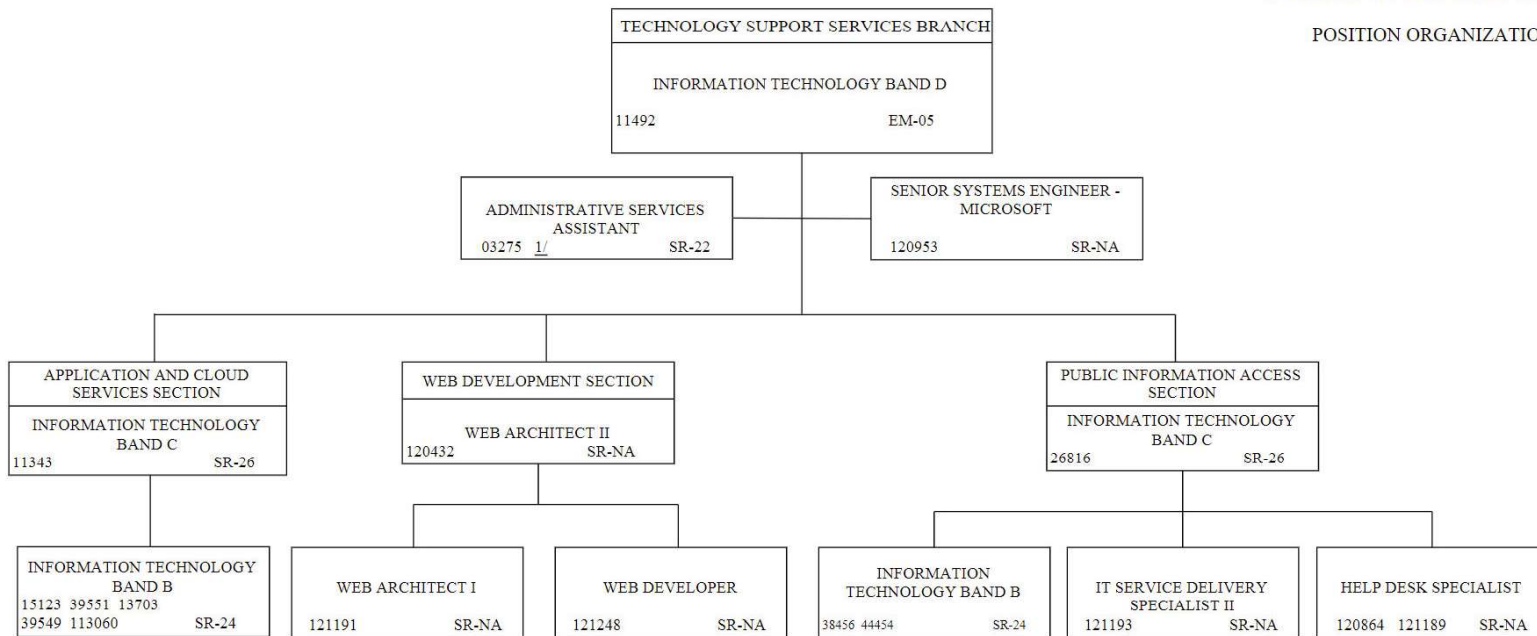 POSITION ORGANIZATIO
TECHNOLOGY SUPPORT SERVICES BRANCH
INFORMATION TECHNOLOGY BAND D
11492 EM-05
ADMINISTRATIVE SERVICES
ASSISTANT
03275 1/ SR-22
SENIOR SYSTEMS ENGINEER -
MICROSOFT
120953 SR-NA
APPLICATION AND CLOUD
SERVICES SECTION
INFORMATION TECHNOLOGY
BAND C
11343 SR-26
WEB DEVELOPMENT SECTION
WEB ARCHITECT II
120432 SR-NA
PUBLIC INFORMATION ACCESS
SECTION
INFORMATION TECHNOLOGY
BAND C
26816 SR-26
INFORMATION TECHNOLOGY
BAND B
15123 39551 13703
39549 113060 SR-24
WEB ARCHITECT I
121191 SR-NA
WEB DEVELOPER
121248 SR-NA
INFORMATION
TECHNOLOGY BAND B
38456 44454 SR-24
IT SERVICE DELIVERY
SPECIALIST II
121193 SR-NA
HELP DESK SPECIALIST
120864 121189 SR-NA